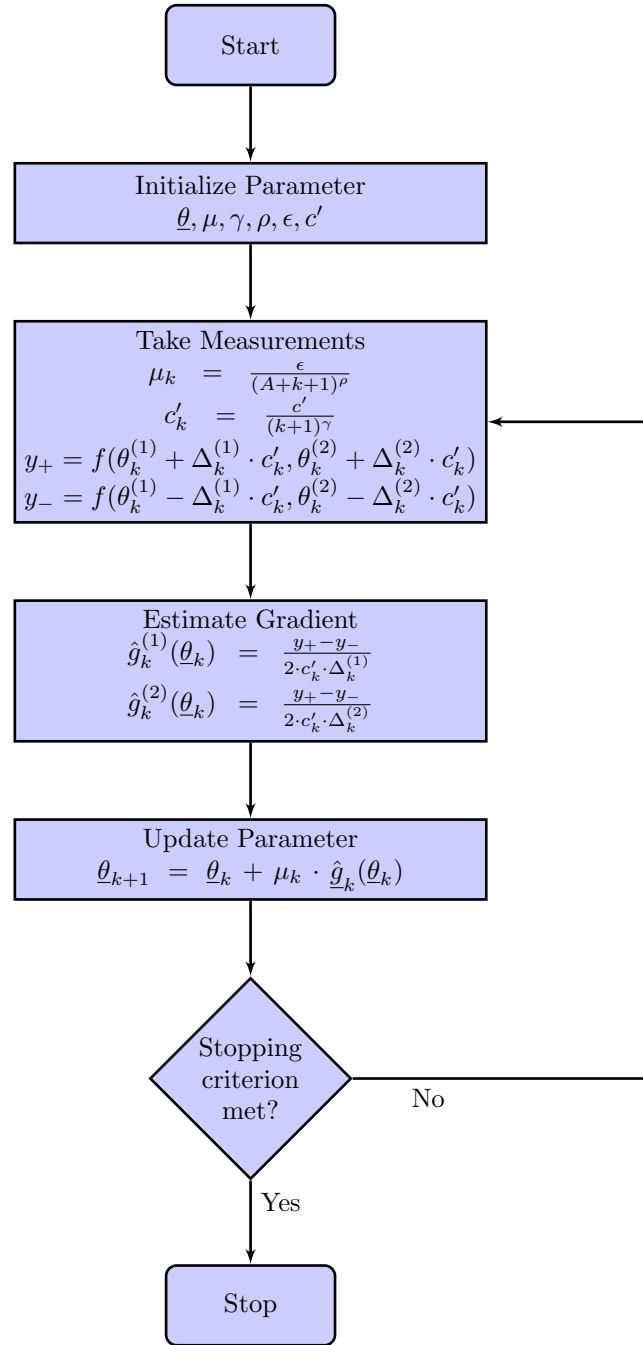 Start
Initialize Parameter
θ, μ, γ, ρ, ϵ, c′
Take Measurements
μ_k = ϵ/(A+k+1)^ρ
c′_k = c′/(k+1)^γ
y_+ = f(θ_k^(1) + Δ_k^(1) · c′_k, θ_k^(2) + Δ_k^(2) · c′_k)
y_− = f(θ_k^(1) − Δ_k^(1) · c′_k, θ_k^(2) − Δ_k^(2) · c′_k)
Estimate Gradient
ĝ_k^(1)(θ_k) = (y_+ − y_−)/(2·c′_k·Δ_k^(1))
ĝ_k^(2)(θ_k) = (y_+ − y_−)/(2·c′_k·Δ_k^(2))
Update Parameter
θ_{k+1} = θ_k + μ_k · ĝ_k(θ_k)
Stopping
criterion
met?
No
Yes
Stop